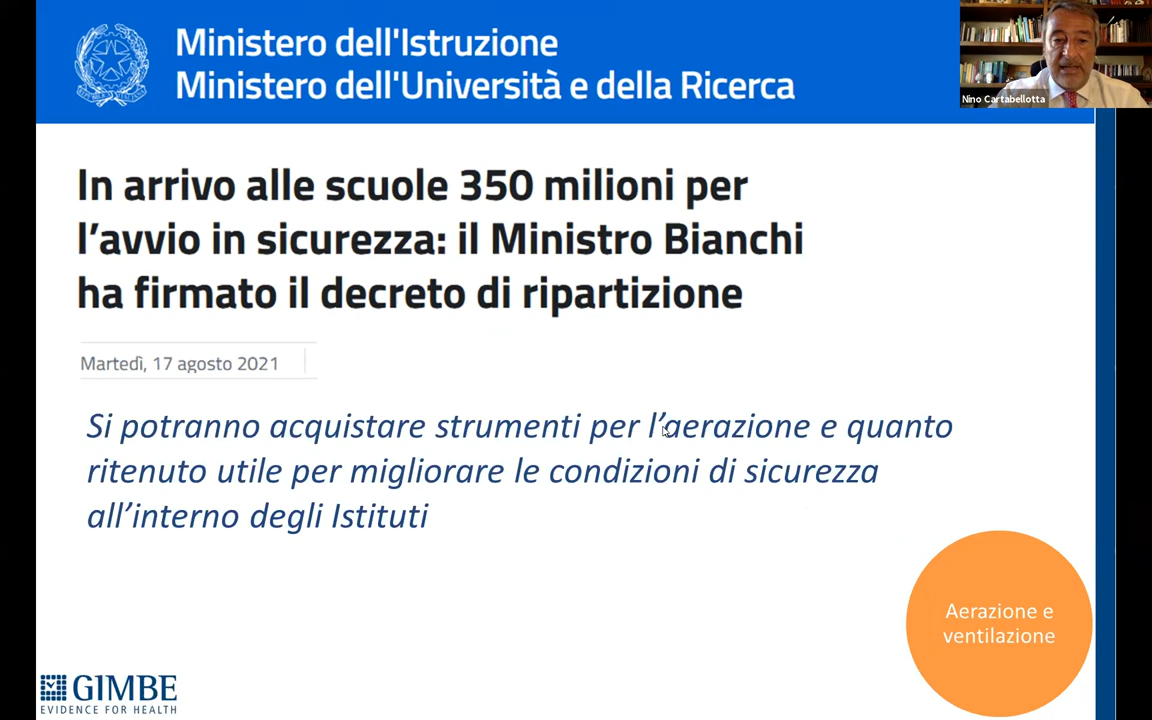 Ministero dell'Istruzione
Ministero dell'Università e della Ricerca
Nino Cartabellotta
In arrivo alle scuole 350 milioni per
l’avvio in sicurezza: il Ministro Bianchi
ha firmato il decreto di ripartizione
Martedì, 17 agosto 2021
Si potranno acquistare strumenti per l’aerazione e quanto
ritenuto utile per migliorare le condizioni di sicurezza
all’interno degli Istituti
Aerazione e
ventilazione
GIMBE
EVIDENCE FOR HEALTH